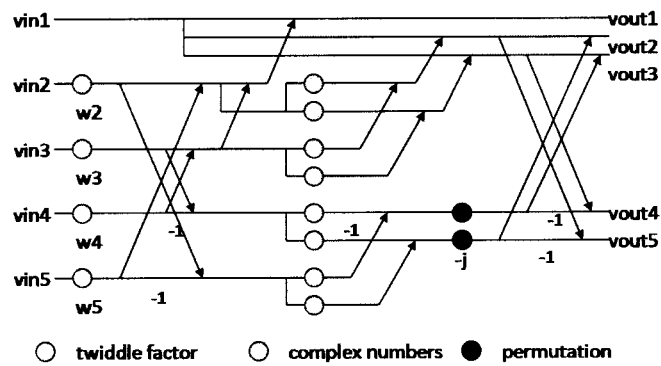 vin1
vout1
vout2
vout3
vin2
w2
vin3
w3
vin4
-1
-1
-1
vout4
w4
-j
-1
vout5
vin5
-1
w5
twiddle factor
complex numbers
permutation